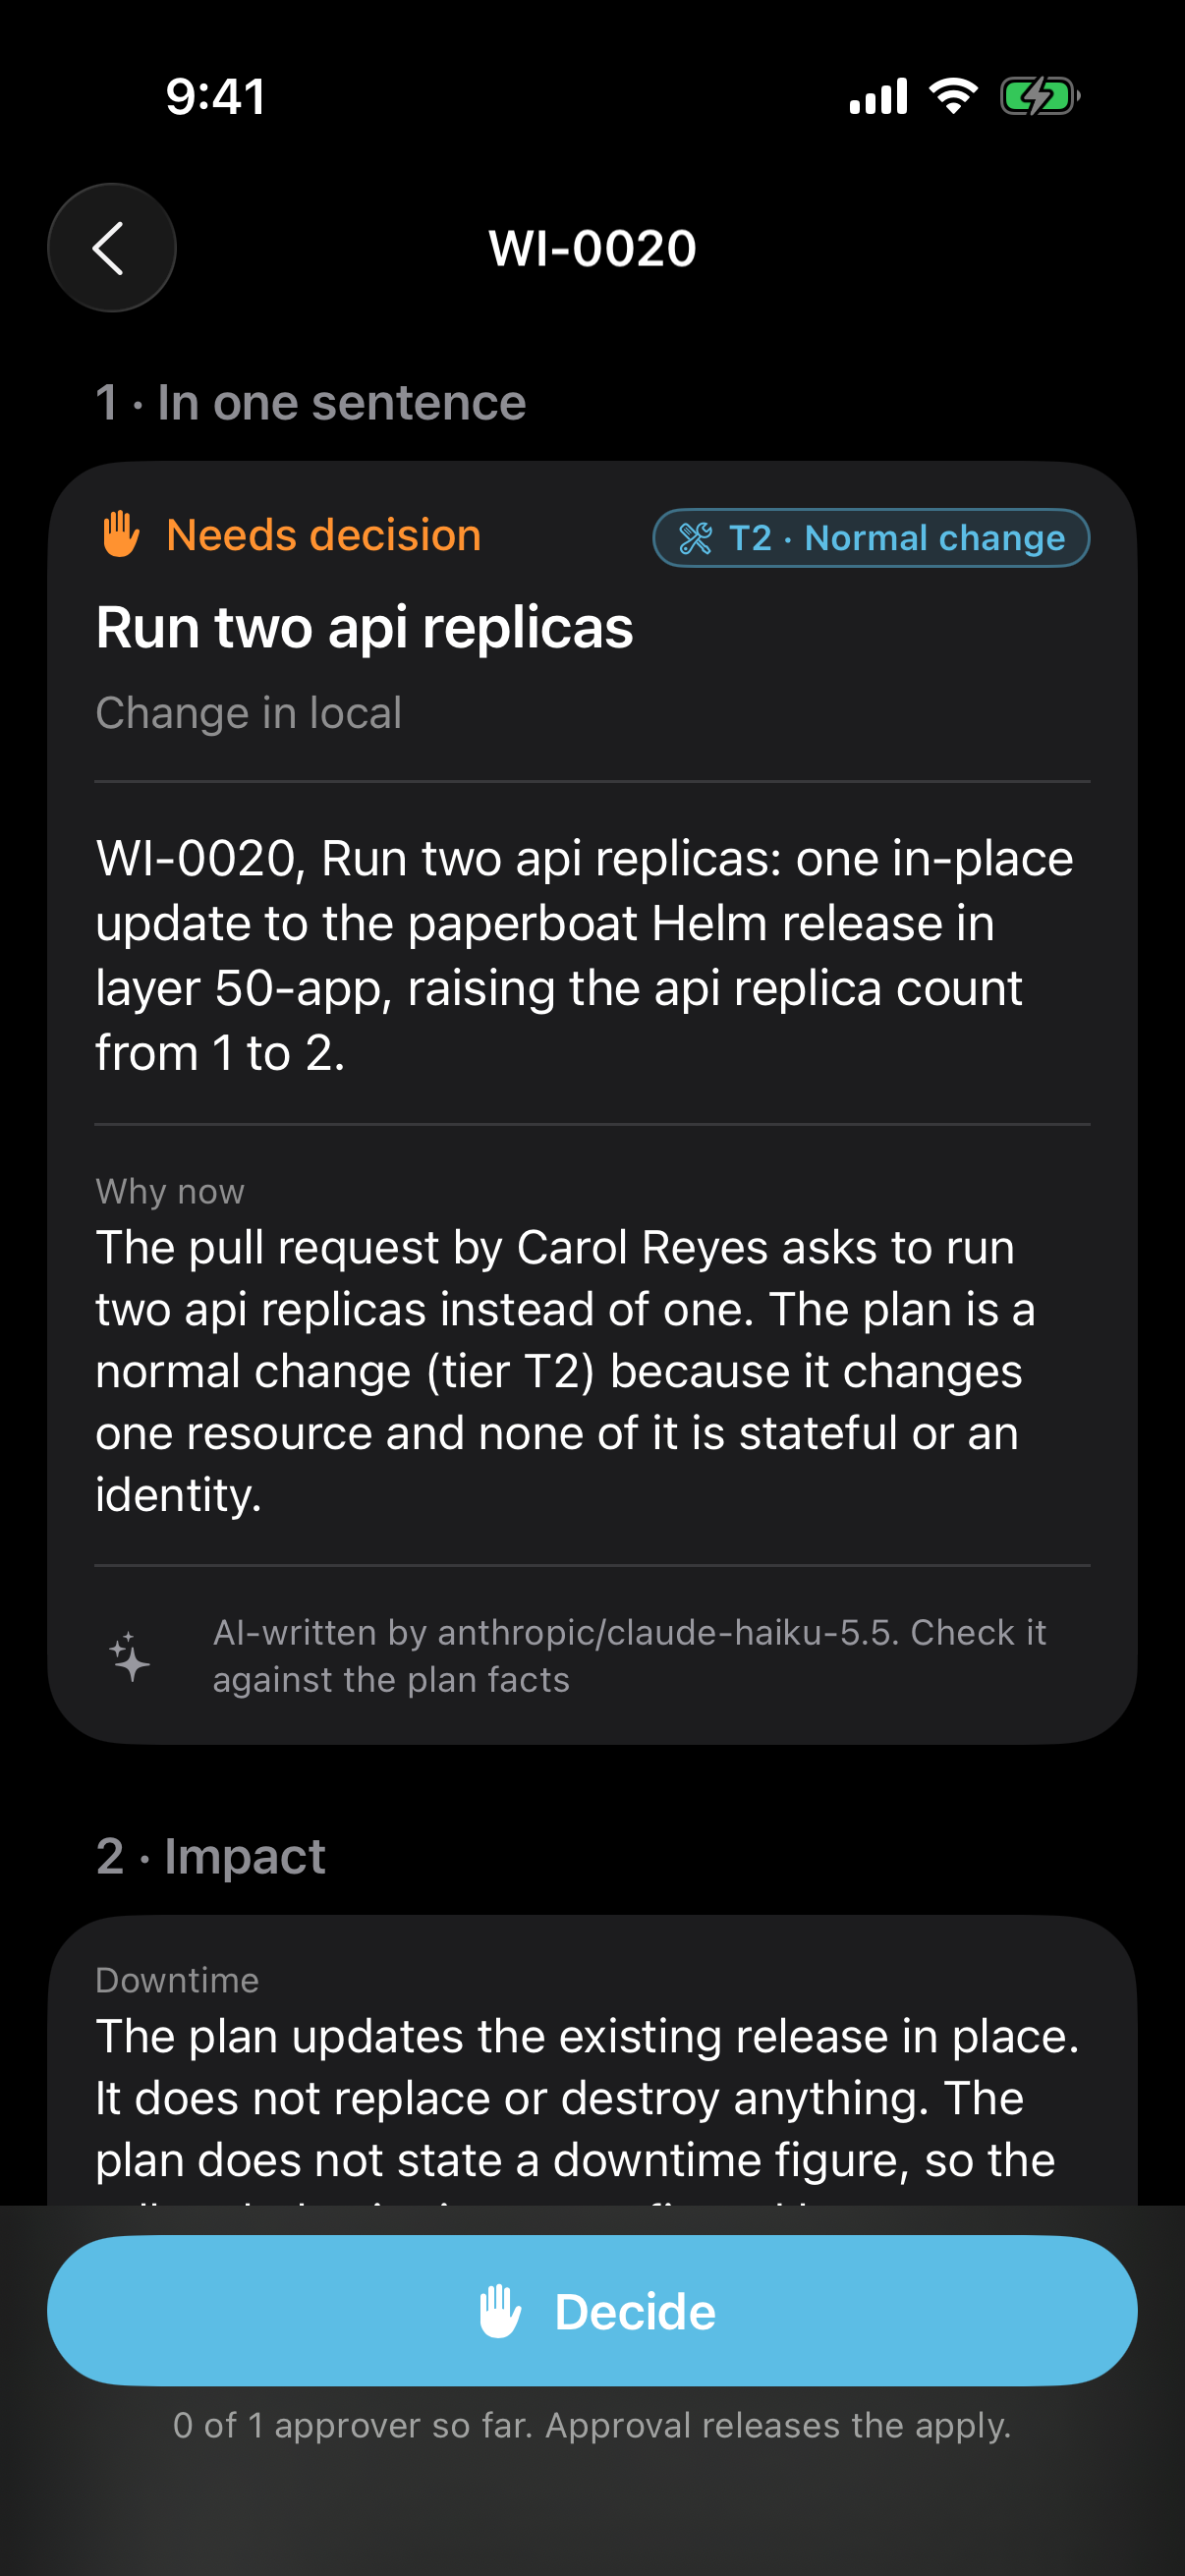 9:41
WI-0020
1 · In one sentence
Needs decision
T2 · Normal change
Run two api replicas
Change in local
WI-0020, Run two api replicas: one in-place
update to the paperboat Helm release in
layer 50-app, raising the api replica count
from 1 to 2.
Why now
The pull request by Carol Reyes asks to run
two api replicas instead of one. The plan is a
normal change (tier T2) because it changes
one resource and none of it is stateful or an
identity.
AI-written by anthropic/claude-haiku-5.5. Check it
against the plan facts
2 · Impact
Downtime
The plan updates the existing release in place.
It does not replace or destroy anything. The
plan does not state a downtime figure, so the
Decide
0 of 1 approver so far. Approval releases the apply.